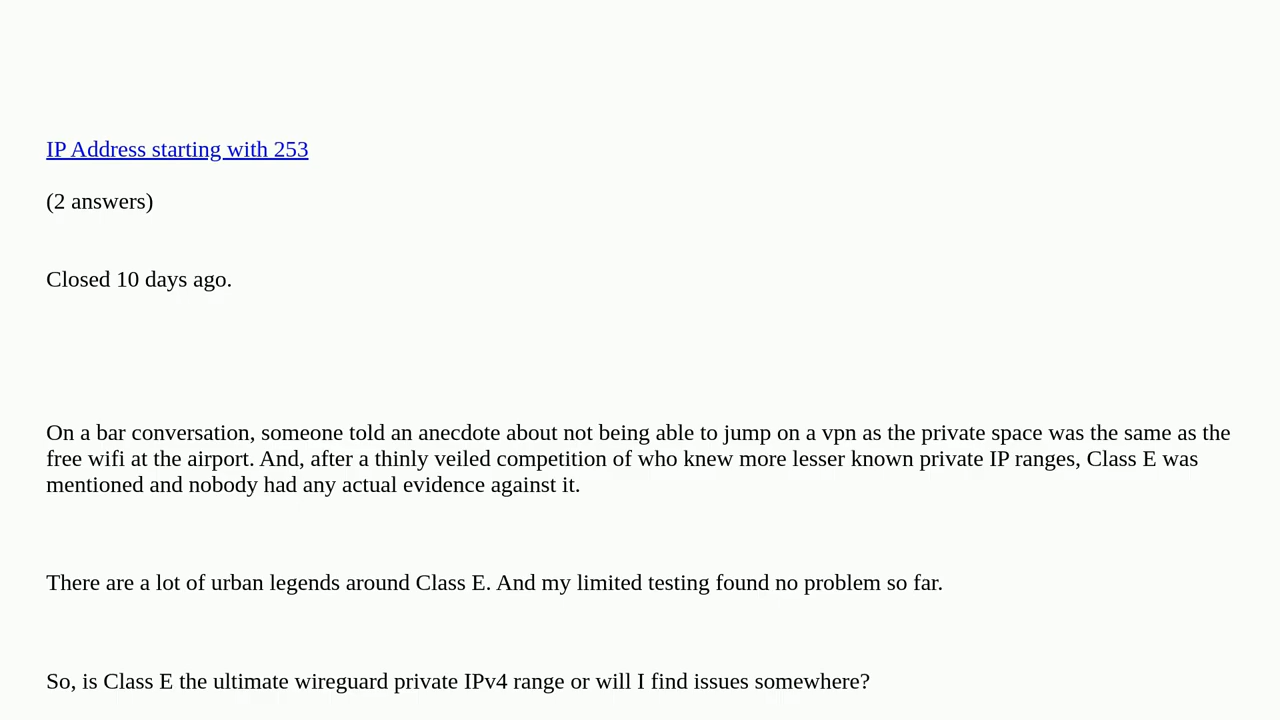 IP Address starting with 253
(2 answers)
Closed 10 days ago.
On a bar conversation, someone told an anecdote about not being able to jump on a vpn as the private space was the same as the
free wifi at the airport. And, after a thinly veiled competition of who knew more lesser known private IP ranges, Class E was
mentioned and nobody had any actual evidence against it.
There are a lot of urban legends around Class E. And my limited testing found no problem so far.
So, is Class E the ultimate wireguard private IPv4 range or will I find issues somewhere?